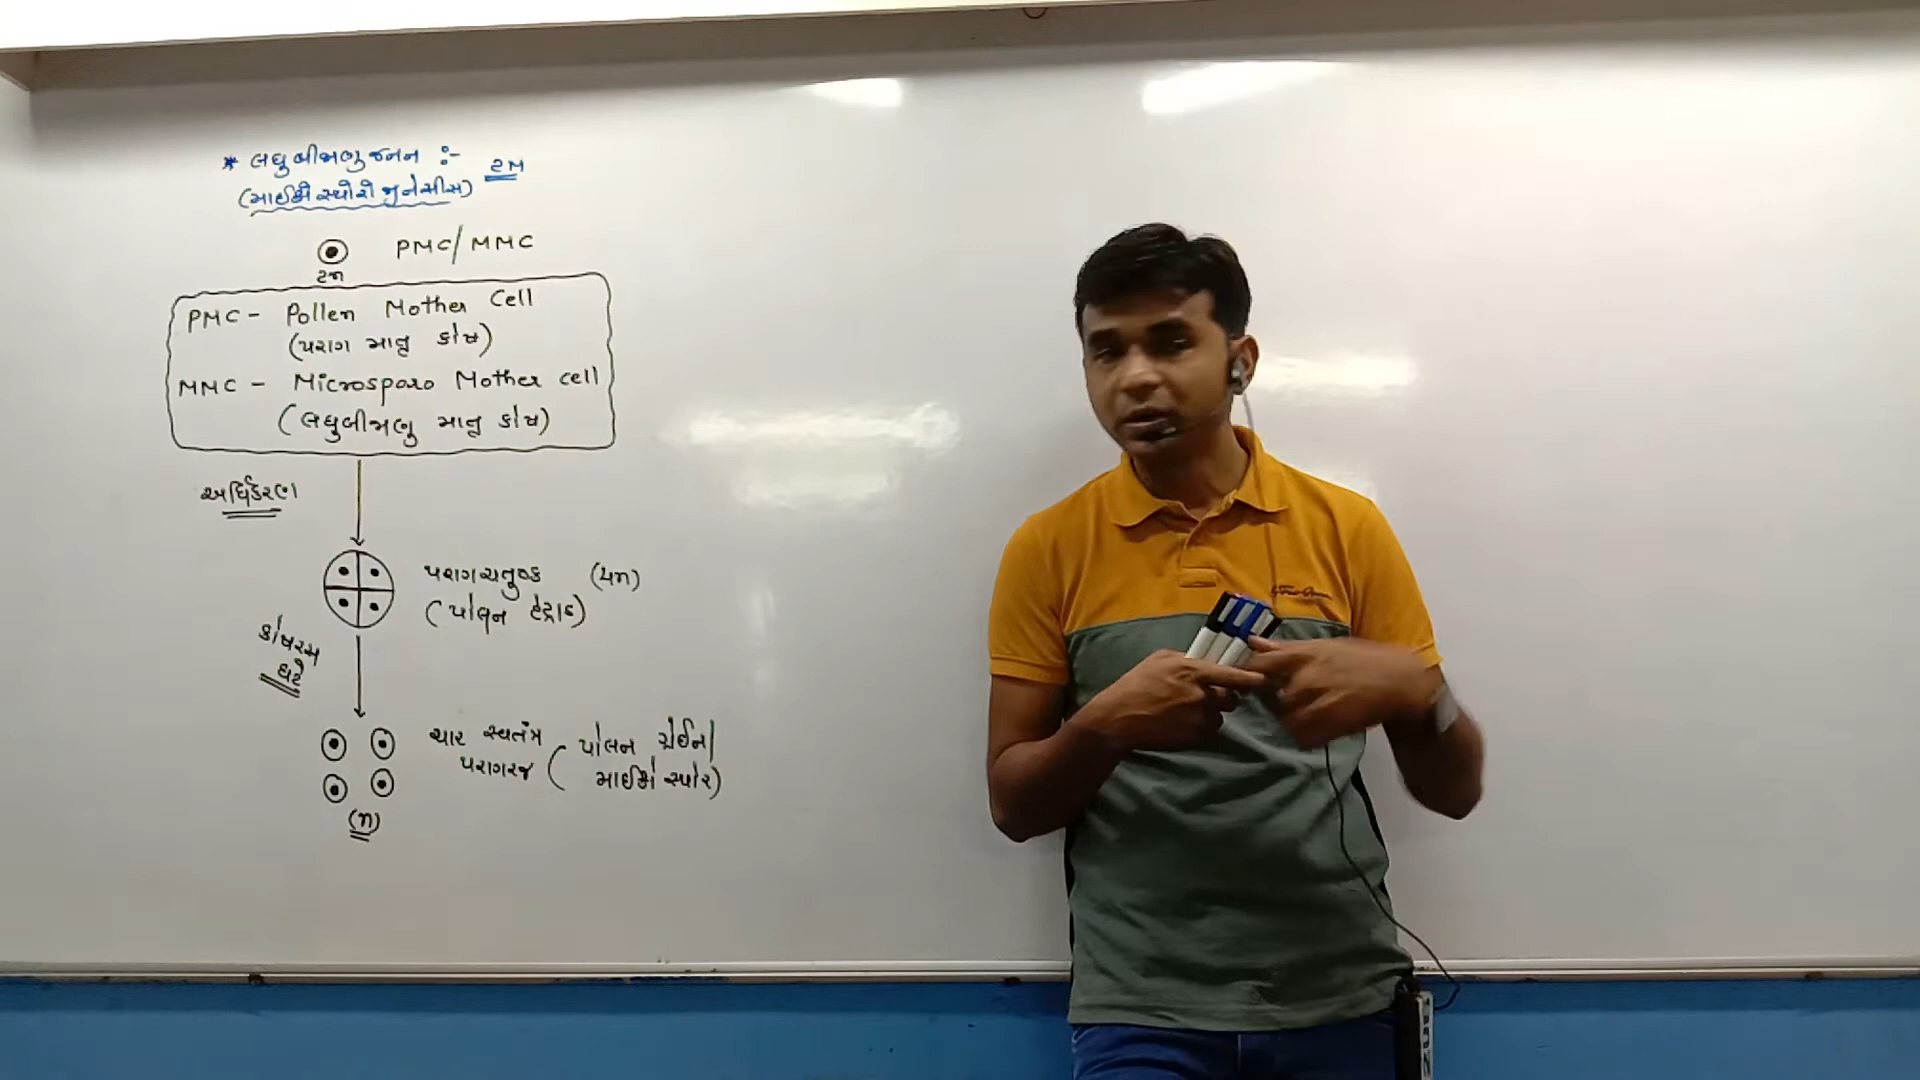 * લઘુબીજાણુજનન :-
(માઈક્રોસ્પોરોજીનેસીસ)
2M
PMC/MMC
2n
PMC - Pollen Mother Cell
(પરાગ માતૃ કોષ)
MMC - Microsporo Mother cell
(લઘુબીજાણુ માતૃ કોષ)
અર્ધિકરણ
પરાગચતુષ્ક (4n)
(પોલન ટેટ્રાડ)
કોષરસ
ઘટે
ચાર સ્વતંત્ર
પરાગરજ
(પોલન ગ્રેઈન/
માઈક્રો સ્પોર)
(n)